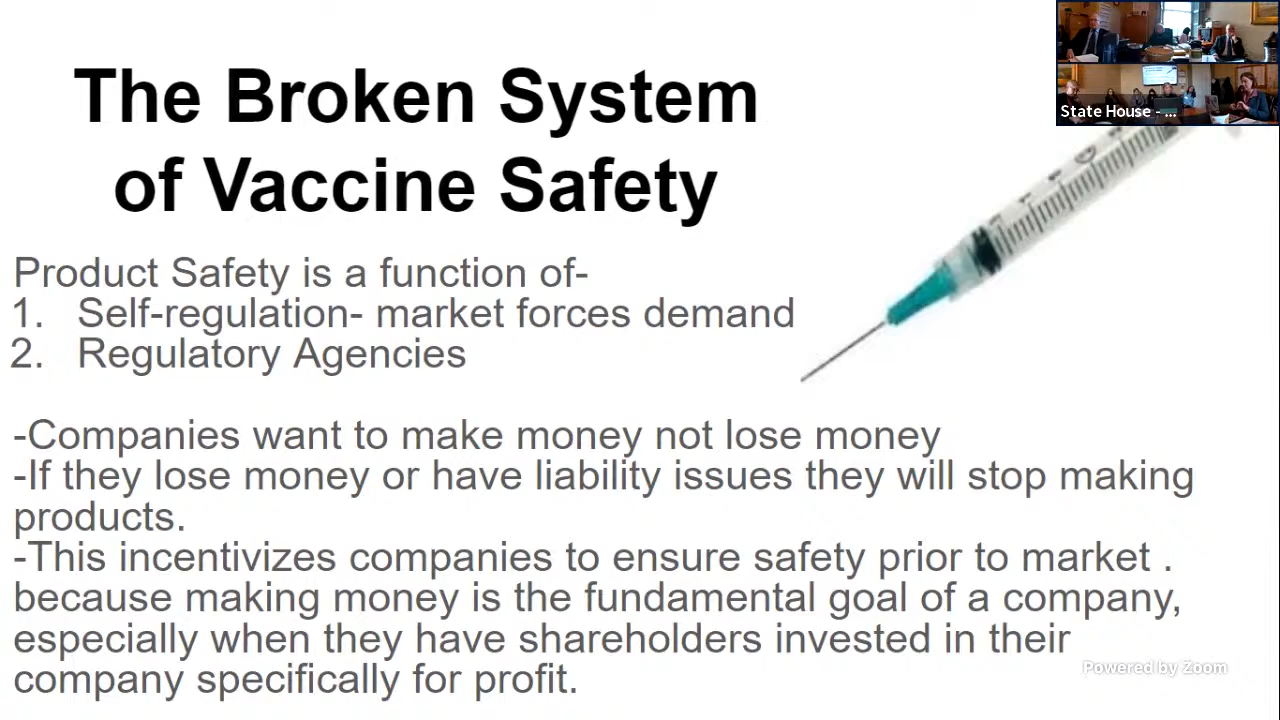 The Broken System
of Vaccine Safety
State House - ...
Product Safety is a function of-
1. Self-regulation- market forces demand
2. Regulatory Agencies
-Companies want to make money not lose money
-If they lose money or have liability issues they will stop making
products.
-This incentivizes companies to ensure safety prior to market .
because making money is the fundamental goal of a company,
especially when they have shareholders invested in their
company specifically for profit.
Powered by Zoom